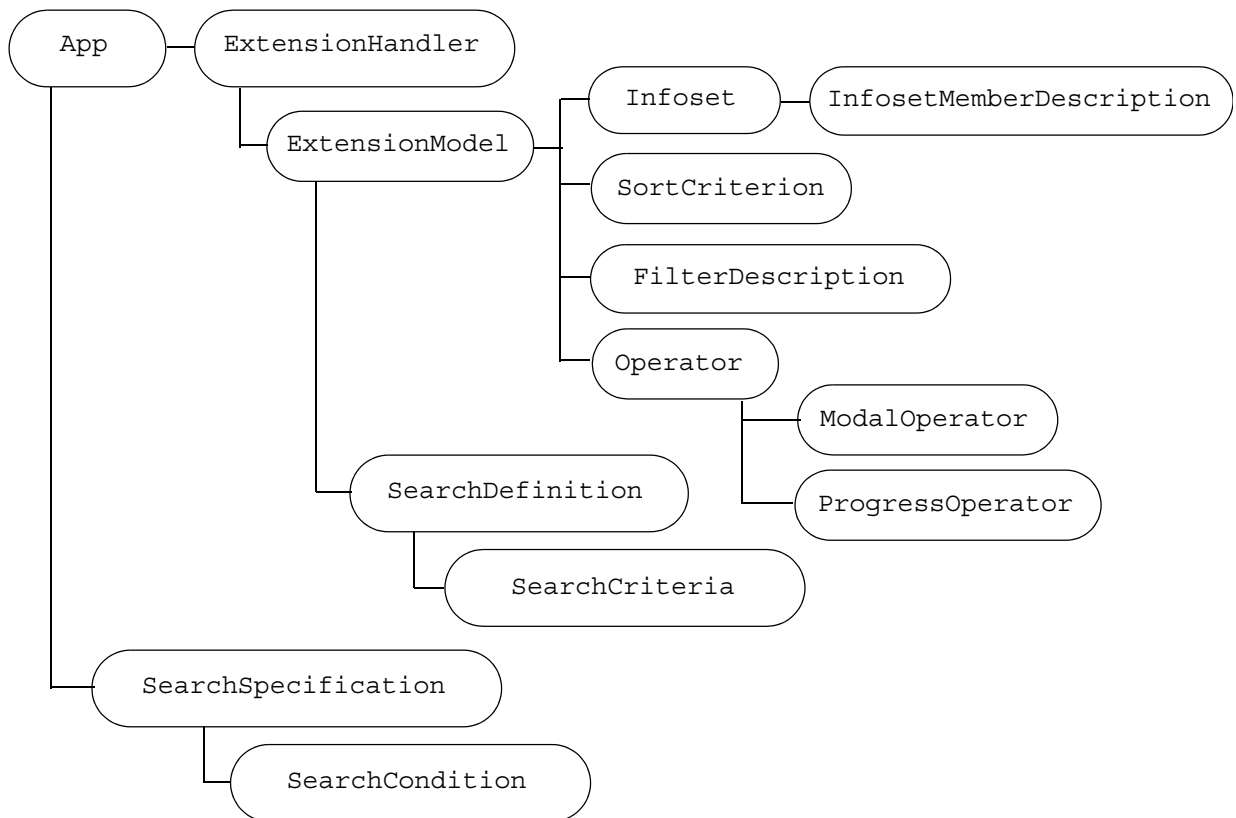 App
ExtensionHandler
Infoset
InfosetMemberDescription
ExtensionModel
SortCriterion
FilterDescription
Operator
ModalOperator
SearchDefinition
ProgressOperator
SearchCriteria
SearchSpecification
SearchCondition